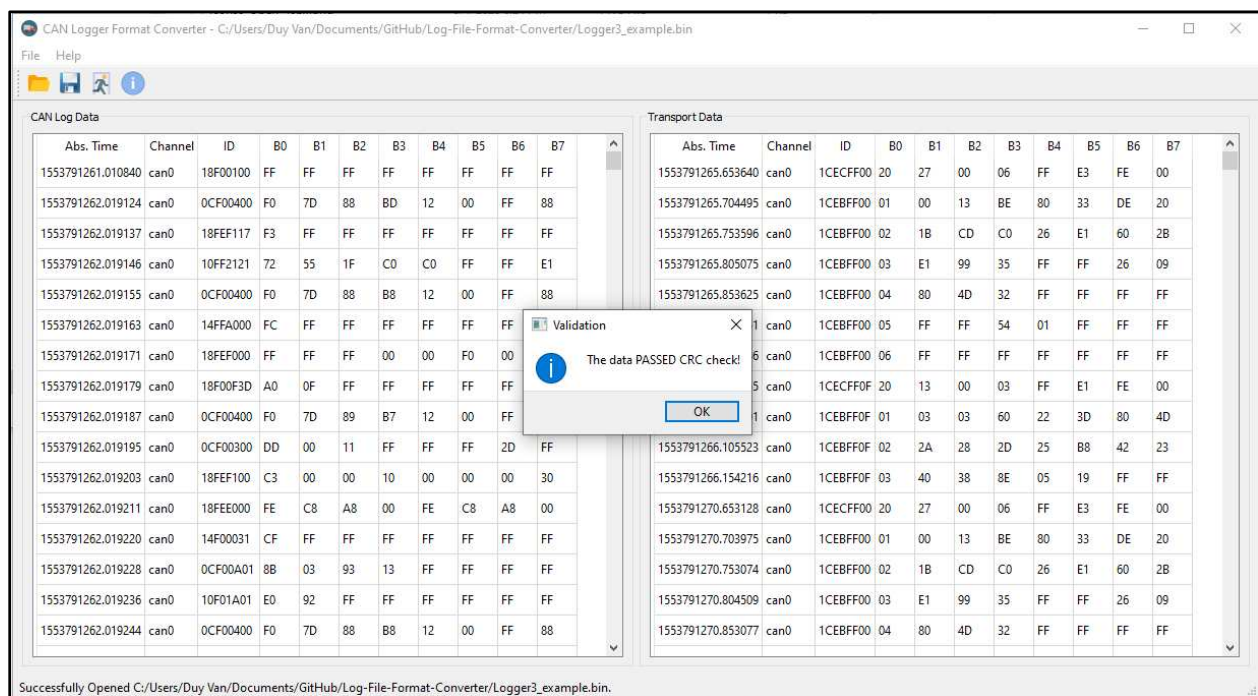 CAN Logger Format Converter - C:/Users/Duy Van/Documents/GitHub/Log-File-Format-Converter/Logger3_example.bin
File Help
CAN Log Data
Abs. Time Channel ID B0 B1 B2 B3 B4 B5 B6 B7
1553791261.010840 can0 18F00100 FF FF FF FF FF FF FF FF
1553791262.019124 can0 0CF00400 F0 7D 88 BD 12 00 FF 88
1553791262.019137 can0 18FEF117 F3 FF FF FF FF FF FF FF
1553791262.019146 can0 10FF2121 72 55 1F C0 C0 FF FF E1
1553791262.019155 can0 0CF00400 F0 7D 88 B8 12 00 FF 88
1553791262.019163 can0 14FFA000 FC FF FF FF FF FF FF
1553791262.019171 can0 18FEF000 FF FF FF 00 00 F0 00
1553791262.019179 can0 18F00F3D A0 0F FF FF FF FF FF
1553791262.019187 can0 0CF00400 F0 7D 89 B7 12 00 FF
1553791262.019195 can0 0CF00300 DD 00 11 FF FF FF 2D FF
1553791262.019203 can0 18FEF100 C3 00 00 10 00 00 00 30
1553791262.019211 can0 18FEE000 FE C8 A8 00 FE C8 A8 00
1553791262.019220 can0 14F00031 CF FF FF FF FF FF FF FF
1553791262.019228 can0 0CF00A01 8B 03 93 13 FF FF FF FF
1553791262.019236 can0 10F01A01 E0 92 FF FF FF FF FF FF
1553791262.019244 can0 0CF00400 F0 7D 88 B8 12 00 FF 88
Transport Data
Abs. Time Channel ID B0 B1 B2 B3 B4 B5 B6 B7
1553791265.653640 can0 1CECFF00 20 27 00 06 FF E3 FE 00
1553791265.704495 can0 1CEBFF00 01 00 13 BE 80 33 DE 20
1553791265.753596 can0 1CEBFF00 02 1B CD C0 26 E1 60 2B
1553791265.805075 can0 1CEBFF00 03 E1 99 35 FF FF 26 09
1553791265.853625 can0 1CEBFF00 04 80 4D 32 FF FF FF FF
1 can0 1CEBFF00 05 FF FF 54 01 FF FF FF
6 can0 1CEBFF00 06 FF FF FF FF FF FF FF
5 can0 1CECFF0F 20 13 00 03 FF E1 FE 00
1 can0 1CEBFF0F 01 03 03 60 22 3D 80 4D
1553791266.105523 can0 1CEBFF0F 02 2A 28 2D 25 B8 42 23
1553791266.154216 can0 1CEBFF0F 03 40 38 8E 05 19 FF FF
1553791270.653128 can0 1CECFF00 20 27 00 06 FF E3 FE 00
1553791270.703975 can0 1CEBFF00 01 00 13 BE 80 33 DE 20
1553791270.753074 can0 1CEBFF00 02 1B CD C0 26 E1 60 2B
1553791270.804509 can0 1CEBFF00 03 E1 99 35 FF FF 26 09
1553791270.853077 can0 1CEBFF00 04 80 4D 32 FF FF FF FF
Validation
The data PASSED CRC check!
OK
Successfully Opened C:/Users/Duy Van/Documents/GitHub/Log-File-Format-Converter/Logger3_example.bin.